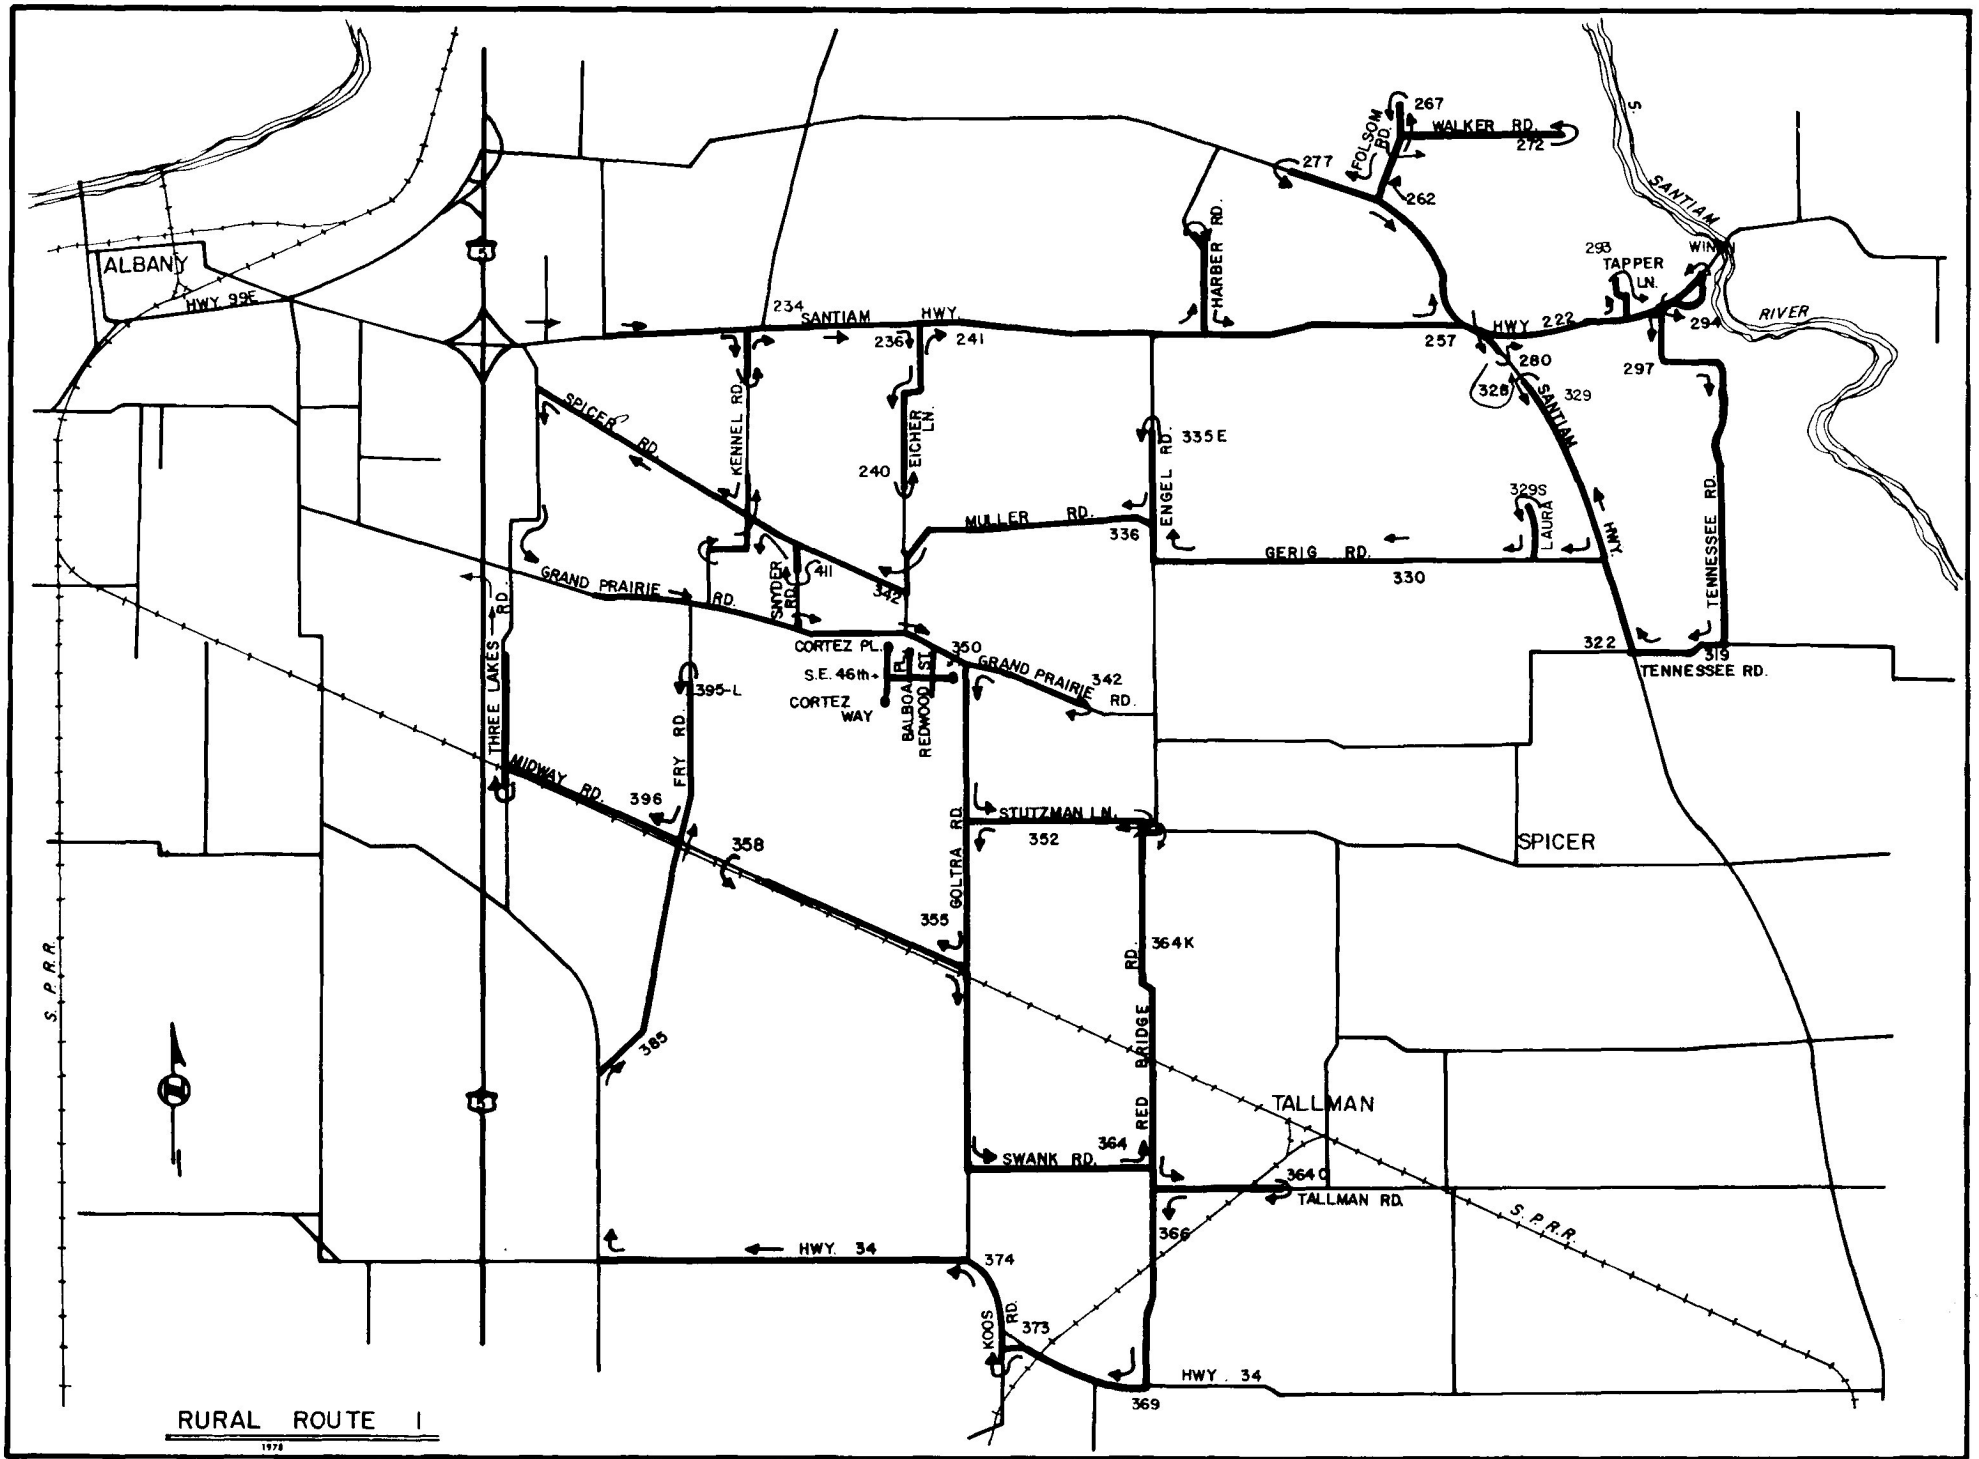 267
FOLSOM RD.
WALKER RD.
272
277
262
S. SANTIAM
RIVER
ALBANY
HWY. 99E
5
HARBER RD.
293
TAPPER LN.
294
234
SANTIAM HWY.
236
241
257
HWY 222
280
297
328
329
SANTIAM HWY.
SPICER RD.
KENNEL RD.
EICHER LN.
240
335E
ENGEL RD.
MULLER RD.
336
329S
LAURA
GERIG RD.
330
TENNESSEE RD.
GRAND PRAIRIE RD.
SNYDER RD.
411
342
322
319
TENNESSEE RD.
THREE LAKES RD.
CORTEZ PL.
350
S.E. 46th
CORTEZ WAY
BALBOA PL
REDWOOD ST
GRAND PRAIRIE RD.
342
395-L
FRY RD.
MIDWAY RD.
396
358
STUTZMAN LN.
352
SPICER
GOLTRA RD.
355
364K
S. P. R. R.
385
RED BRIDGE RD.
TALLMAN
5
364
SWANK RD.
TALLMAN RD.
366
S. P. R.R.
HWY. 34
374
KOOS RD.
373
HWY. 34
369
RURAL ROUTE 1
1978